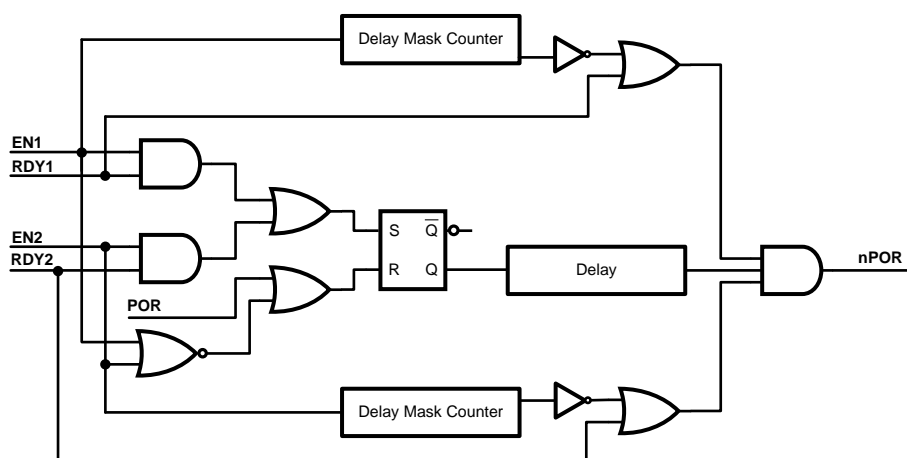 Delay Mask Counter
EN1
RDY1
EN2
RDY2
S Q
R Q
Delay
nPOR
POR
Delay Mask Counter